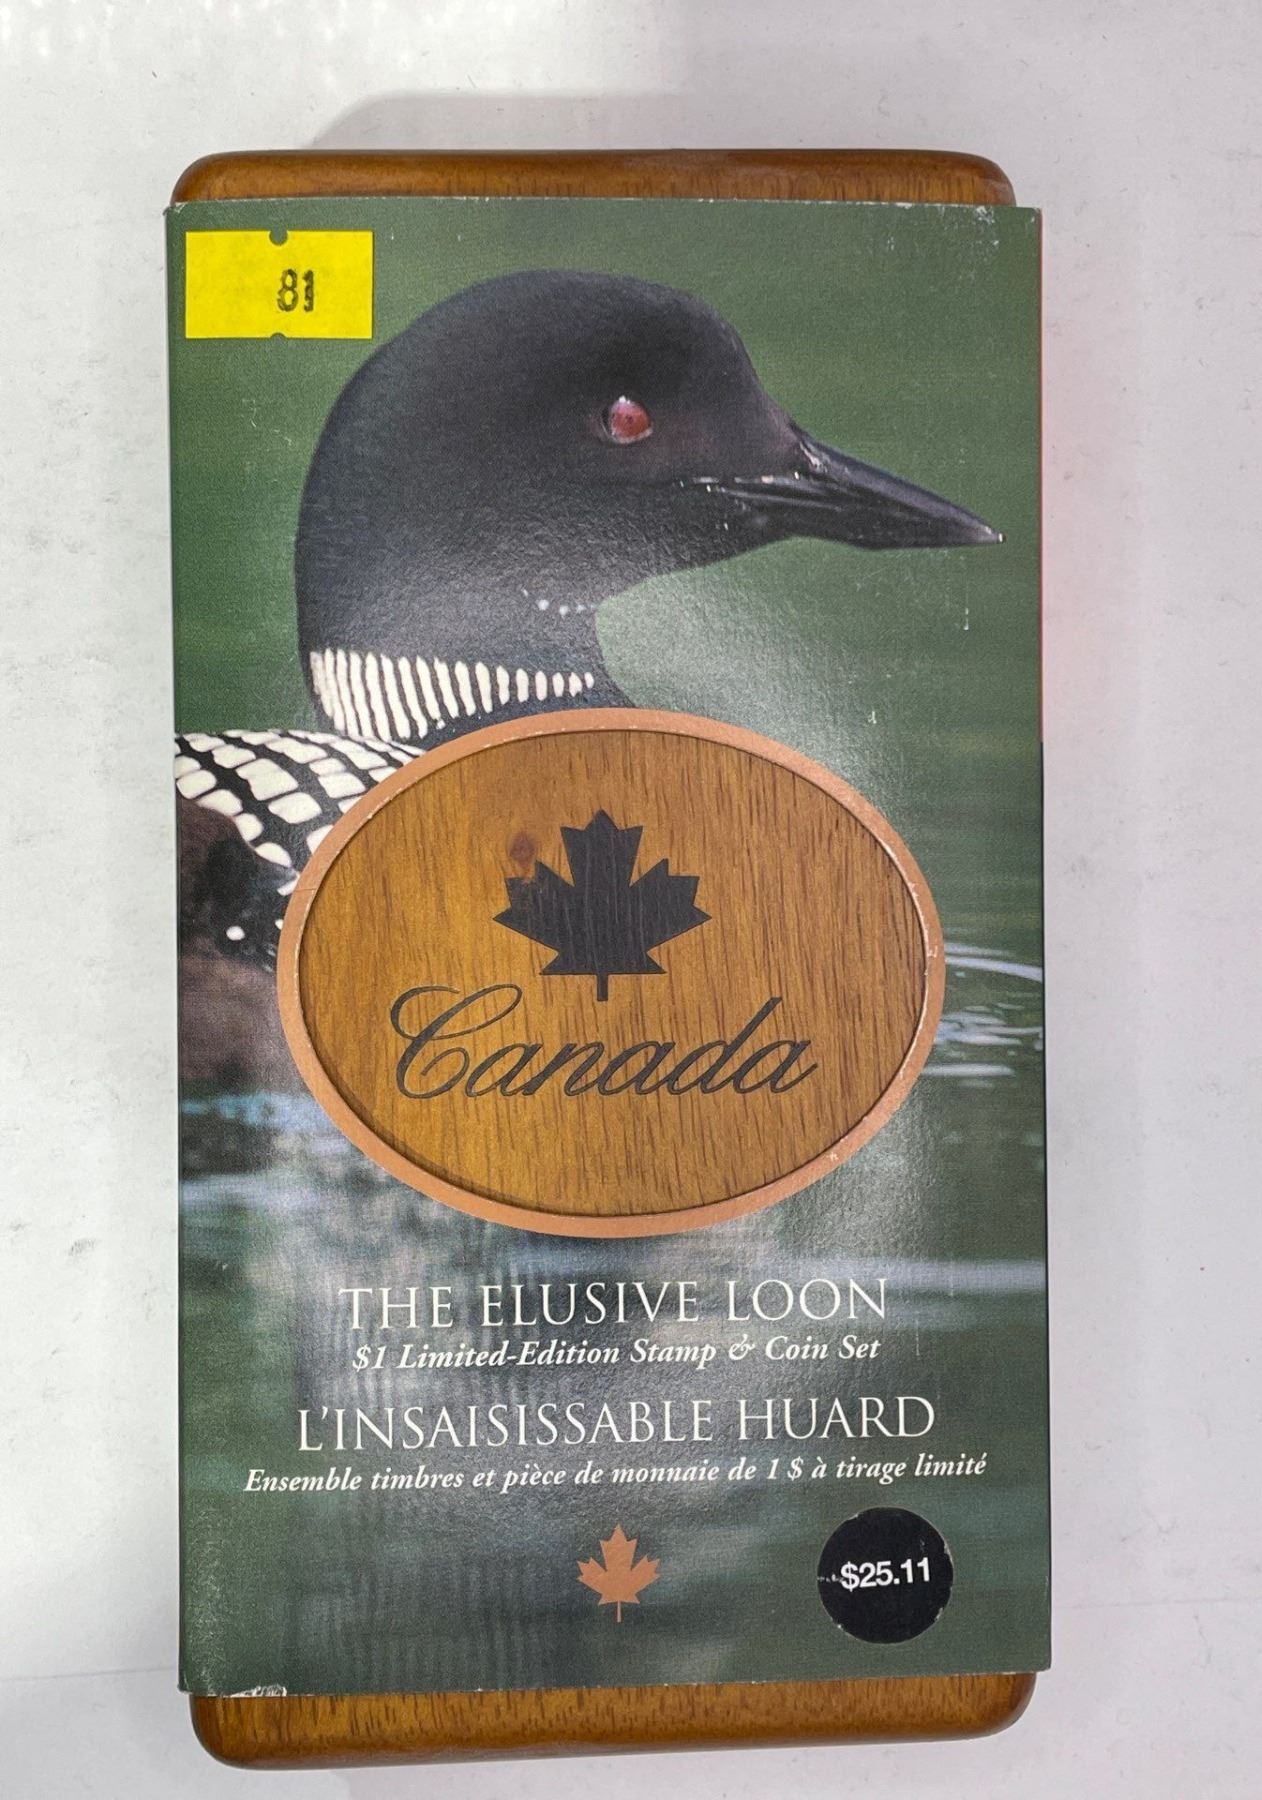 81
Canada
THE ELUSIVE LOON
$1 Limited-Edition Stamp & Coin Set
L'INSAISISSABLE HUARD
Ensemble timbres et pièce de monnaie de 1 $ à tirage limité
$25.11